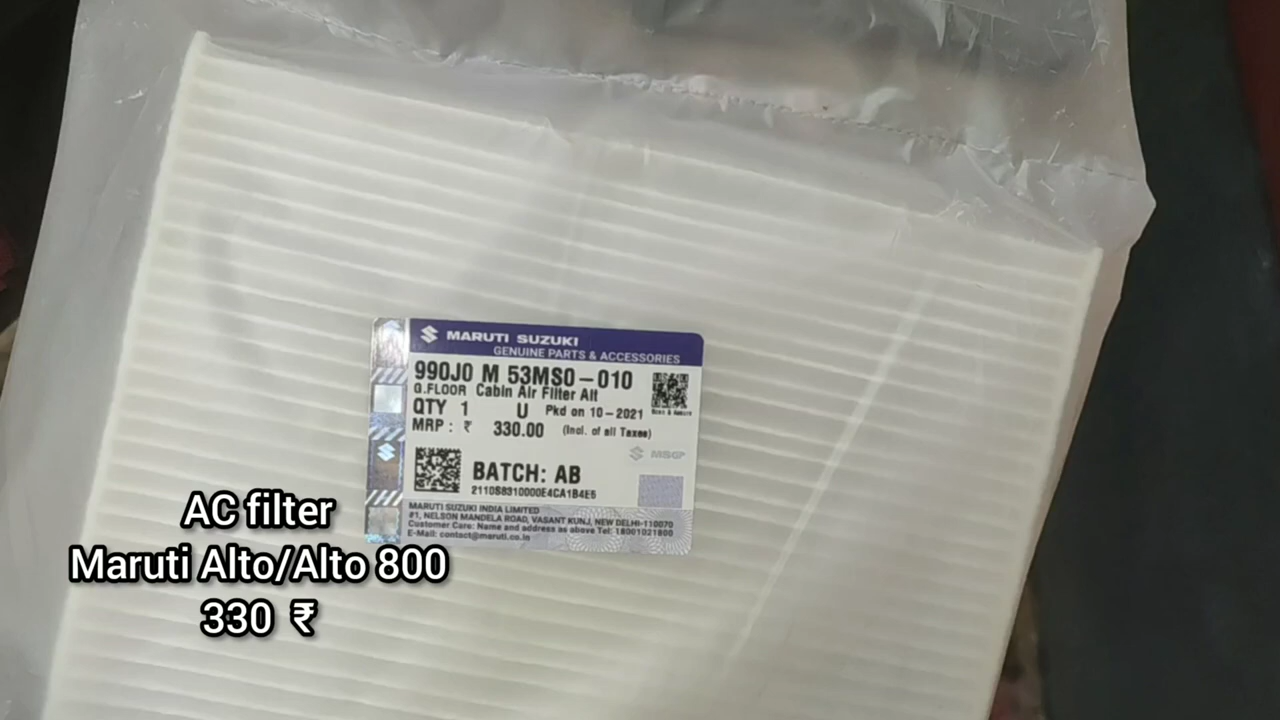 MARUTI SUZUKI
GENUINE PARTS & ACCESSORIES
990J0 M 53MS0-010
G.FLOOR Cabin Air Filter Alt
QTY 1 U Pkd on 10-2021
MRP : ₹ 330.00 (Incl. of all Taxes)
MSGP
BATCH: AB
MARUTI SUZUKI INDIA LIMITED
#1, NELSON MANDELA ROAD, VASANT KUNJ, NEW DELHI-110070
Customer Care: Name and address as above Tel: 18001021800
E-Mail: contact@maruti.co.in
AC filter
Maruti Alto/Alto 800
330 ₹